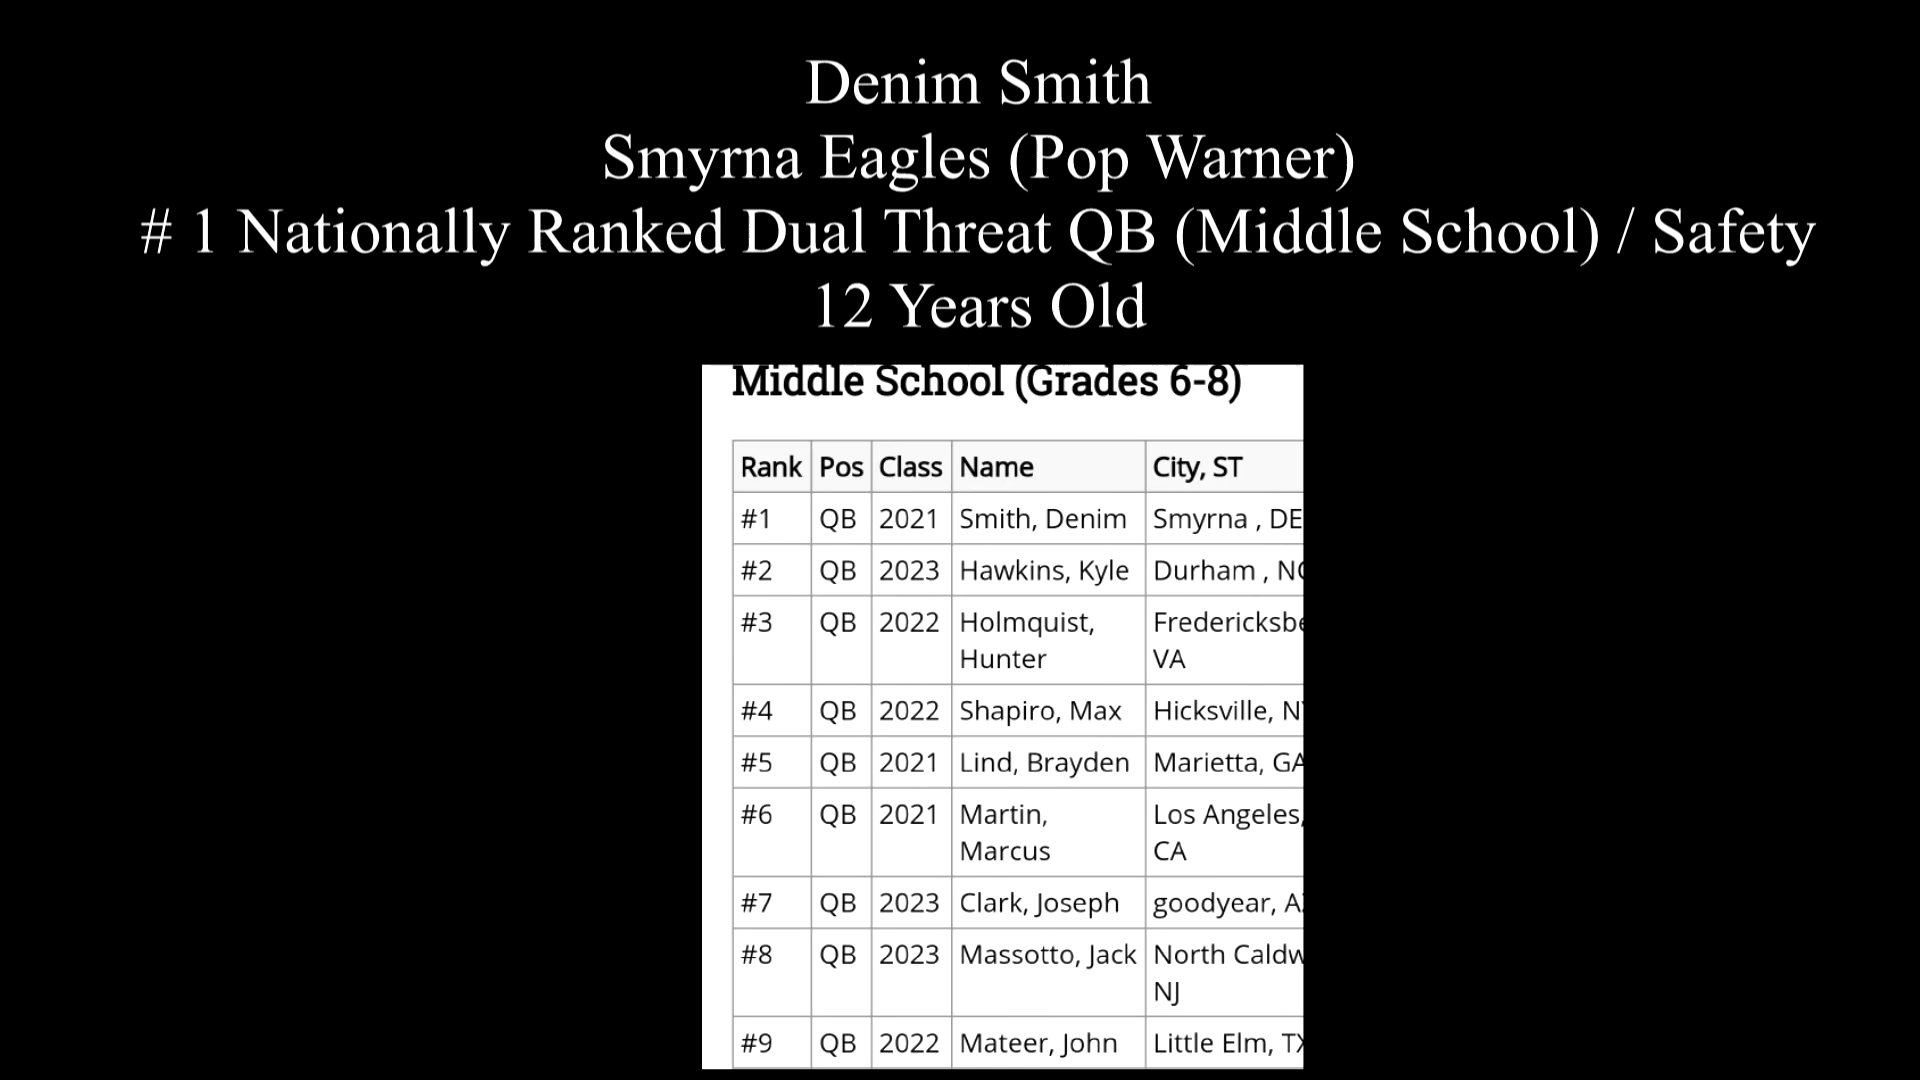 Denim Smith
Smyrna Eagles (Pop Warner)
# 1 Nationally Ranked Dual Threat QB (Middle School) / Safety
12 Years Old
Middle School (Grades 6-8)
Rank Pos Class Name City, ST
#1 QB 2021 Smith, Denim Smyrna , DE
#2 QB 2023 Hawkins, Kyle Durham ,
#3 QB 2022 Holmquist,
Hunter VA
#4 QB 2022 Shapiro, Max Hicksville,
#5 QB 2021 Lind, Brayden Marietta, GA
#6 QB 2021 Martin, Los Angeles,
Marcus CA
#7 QB 2023 Clark, Joseph goodyear,
#8 QB 2023 Massotto, Jack North
NJ
#9 QB 2022 Mateer, John Little Elm, TX